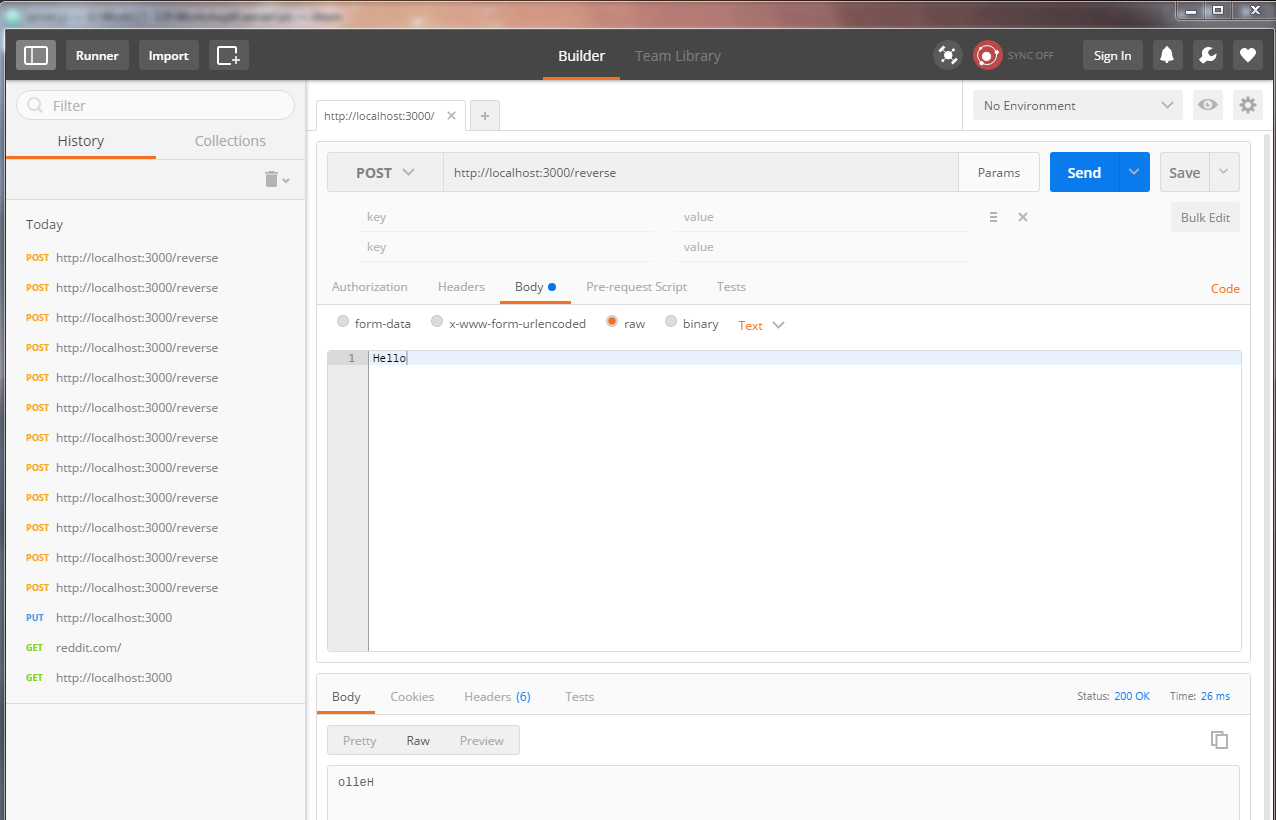 Runner Import Builder Team Library SYNC OFF Sign In
Filter
History Collections
Today
POST http://localhost:3000/reverse
POST http://localhost:3000/reverse
POST http://localhost:3000/reverse
POST http://localhost:3000/reverse
POST http://localhost:3000/reverse
POST http://localhost:3000/reverse
POST http://localhost:3000/reverse
POST http://localhost:3000/reverse
POST http://localhost:3000/reverse
POST http://localhost:3000/reverse
POST http://localhost:3000/reverse
POST http://localhost:3000/reverse
PUT http://localhost:3000
GET reddit.com/
GET http://localhost:3000
http://localhost:3000/ No Environment
POST http://localhost:3000/reverse Params Send Save
key value Bulk Edit
key value
Authorization Headers Body Pre-request Script Tests Code
form-data x-www-form-urlencoded raw binary Text
1 Hello
Body Cookies Headers (6) Tests Status: 200 OK Time: 26 ms
Pretty Raw Preview
olleH